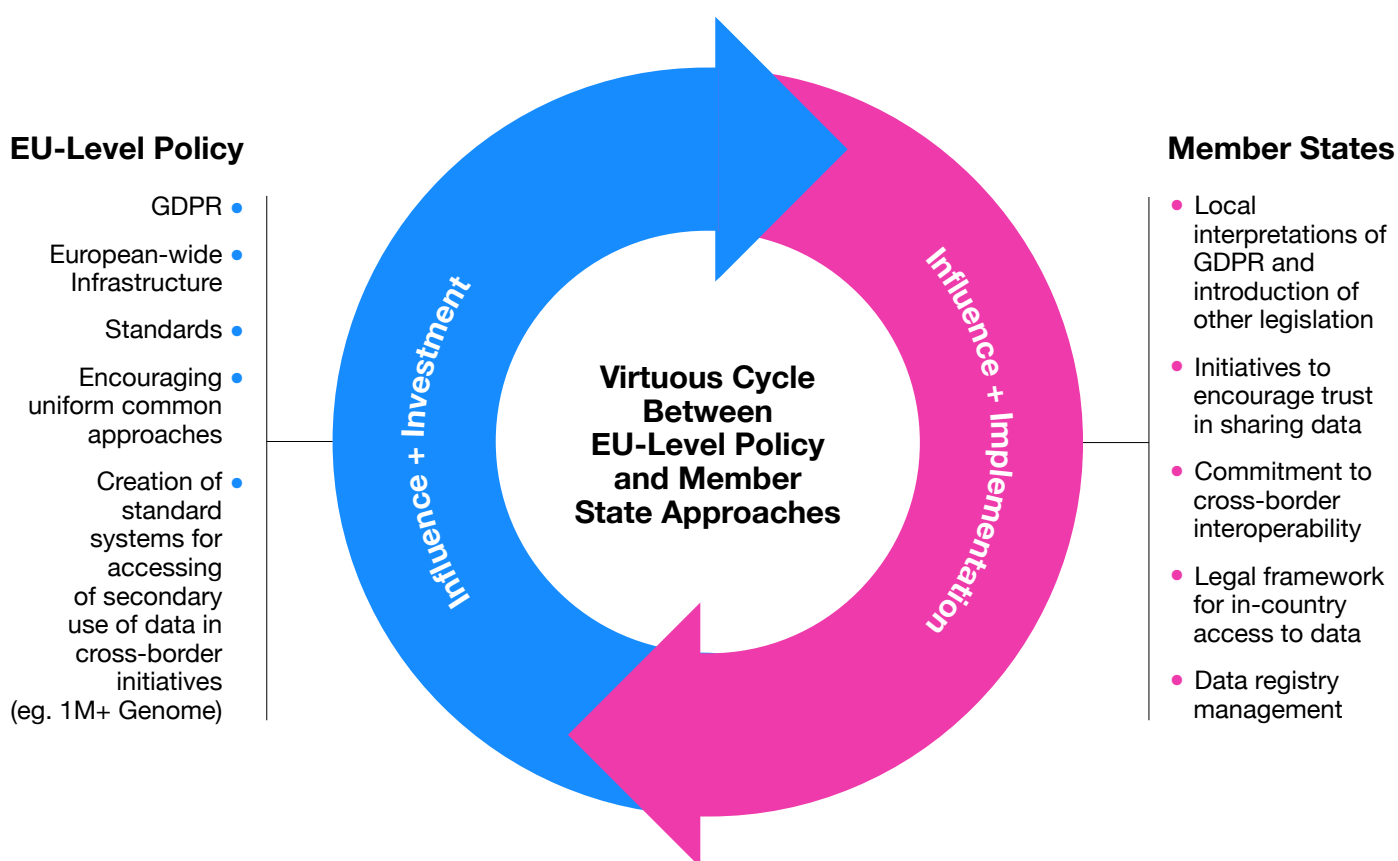 EU-Level Policy
GDPR
European-wide
Infrastructure
Standards
Encouraging
uniform common
approaches
Creation of
standard
systems for
accessing
of secondary
use of data in
cross-border
initiatives
(eg. 1M+ Genome)
Influence + Investment
Virtuous Cycle
Between
EU-Level Policy
and Member
State Approaches
Influence + Implementation
Member States
Local
interpretations of
GDPR and
introduction of
other legislation
Initiatives to
encourage trust
in sharing data
Commitment to
cross-border
interoperability
Legal framework
for in-country
access to data
Data registry
management